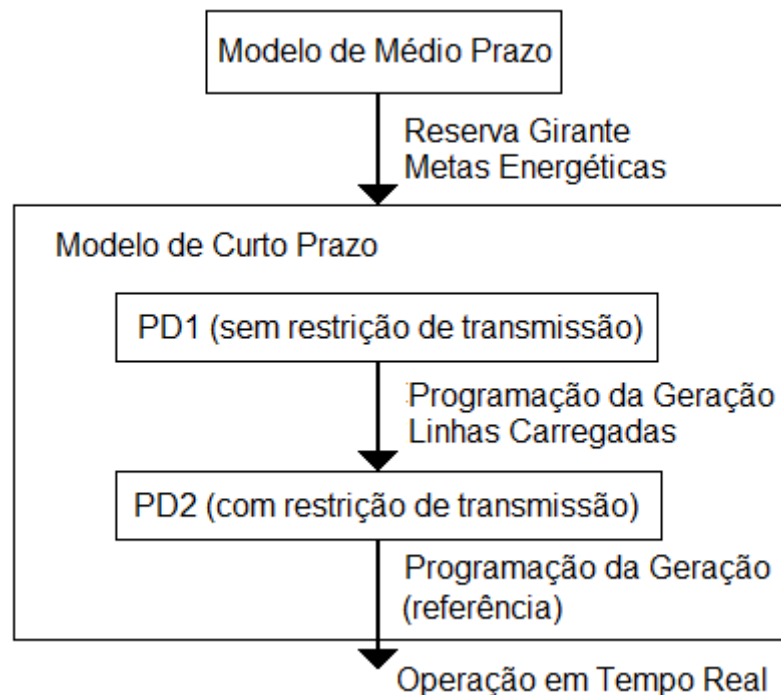 Modelo de Médio Prazo
Reserva Girante
Metas Energéticas
Modelo de Curto Prazo
PD1 (sem restrição de transmissão)
Programação da Geração
Linhas Carregadas
PD2 (com restrição de transmissão)
Programação da Geração
(referência)
Operação em Tempo Real